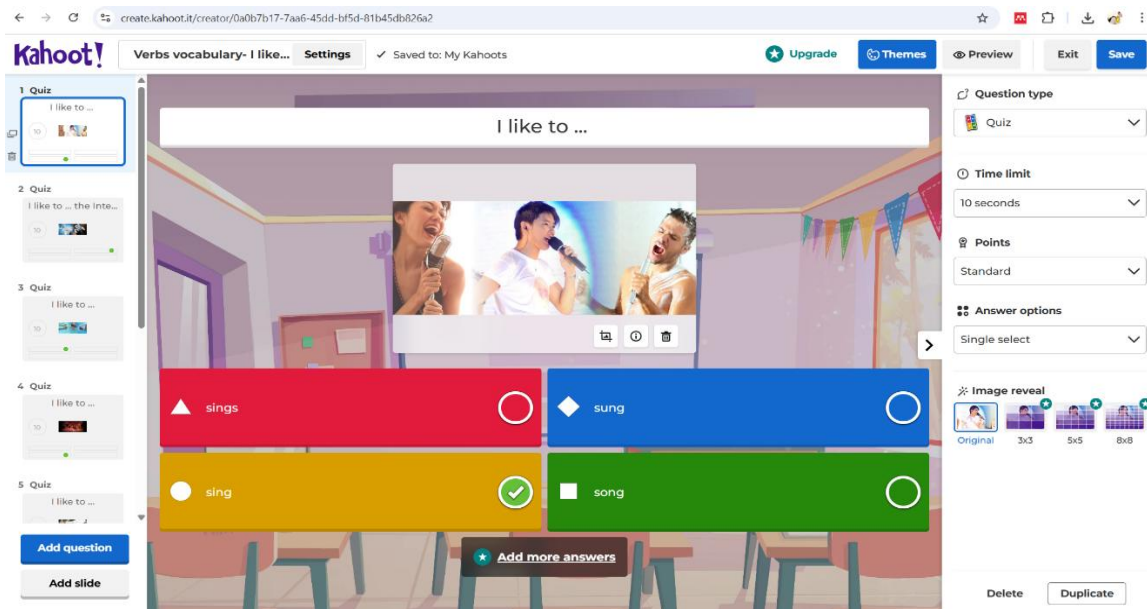 create.kahoot.it/creator/0a0b7b17-7aa6-45dd-bf5d-81b45db826a2
Kahoot!
Verbs vocabulary- I like... Settings Saved to: My Kahoots
Upgrade Themes Preview Exit Save
1 Quiz
I like to ...
10
2 Quiz
I like to ... the inte...
10
3 Quiz
I like to ...
10
4 Quiz
I like to ...
10
5 Quiz
I like to ...
Add question
Add slide
I like to ...
sings
sung
sing
song
Add more answers
Question type
Quiz
Time limit
10 seconds
Points
Standard
Answer options
Single select
Image reveal
Original 3x3 5x5 8x8
Delete Duplicate